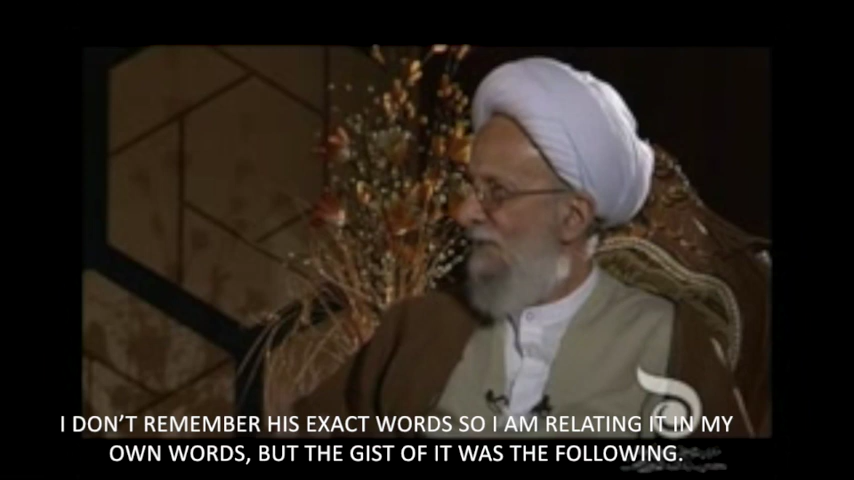 I DON'T REMEMBER HIS EXACT WORDS SO I AM RELATING IT IN MY
OWN WORDS, BUT THE GIST OF IT WAS THE FOLLOWING.